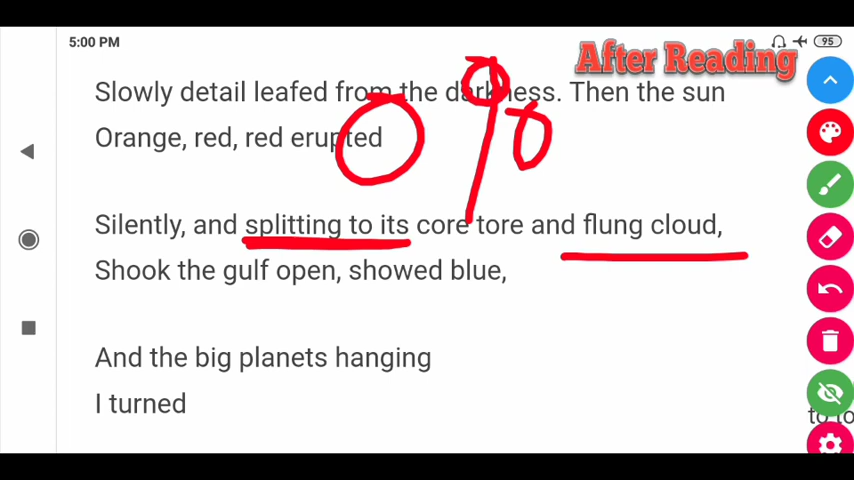 5:00 PM
95
After Reading
Slowly detail leafed from the darkness. Then the sun
Orange, red, red erupted
Silently, and splitting to its core tore and flung cloud,
Shook the gulf open, showed blue,
And the big planets hanging
I turned